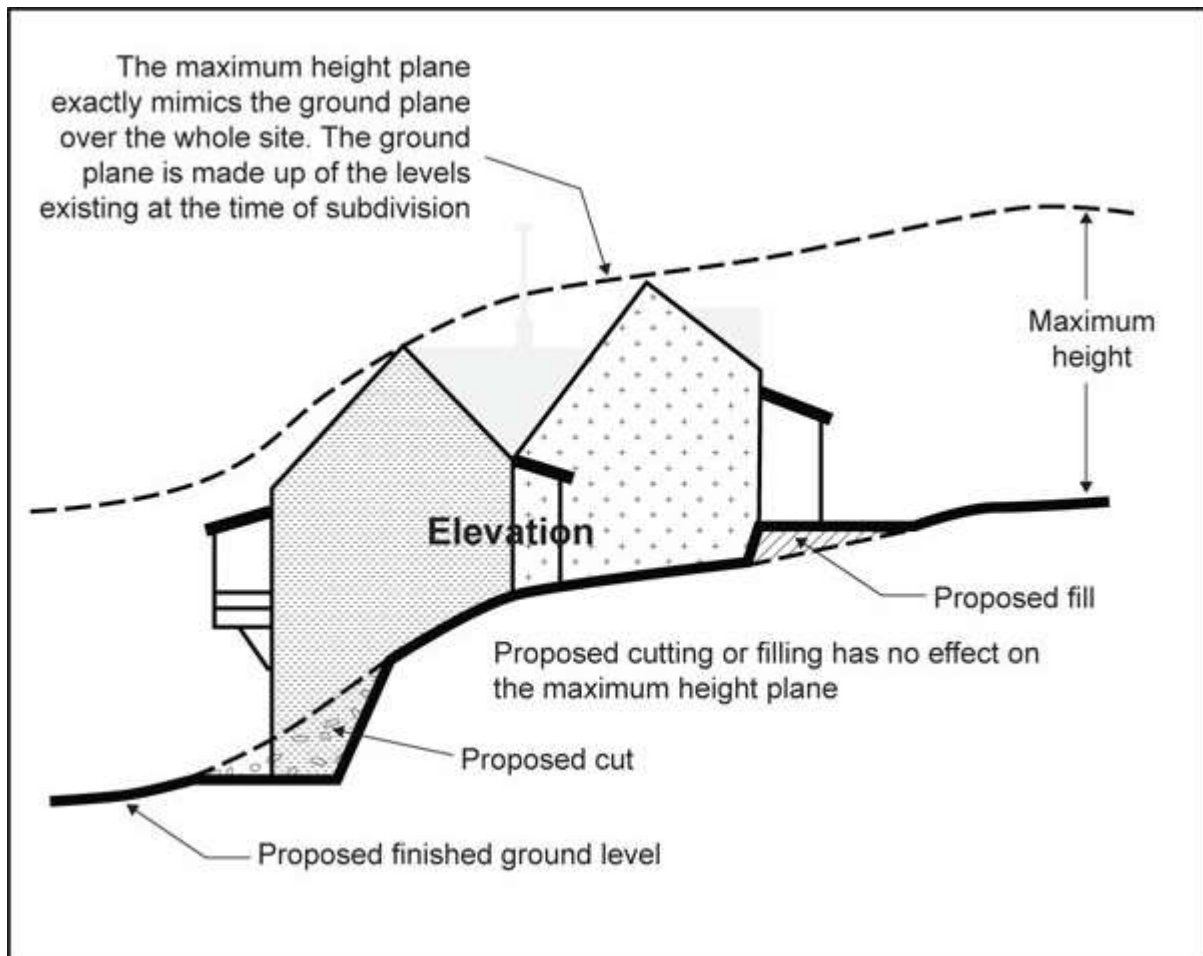 The maximum height plane
exactly mimics the ground plane
over the whole site. The ground
plane is made up of the levels
existing at the time of subdivision
Maximum
height
Elevation
Proposed fill
Proposed cutting or filling has no effect on
the maximum height plane
Proposed cut
Proposed finished ground level